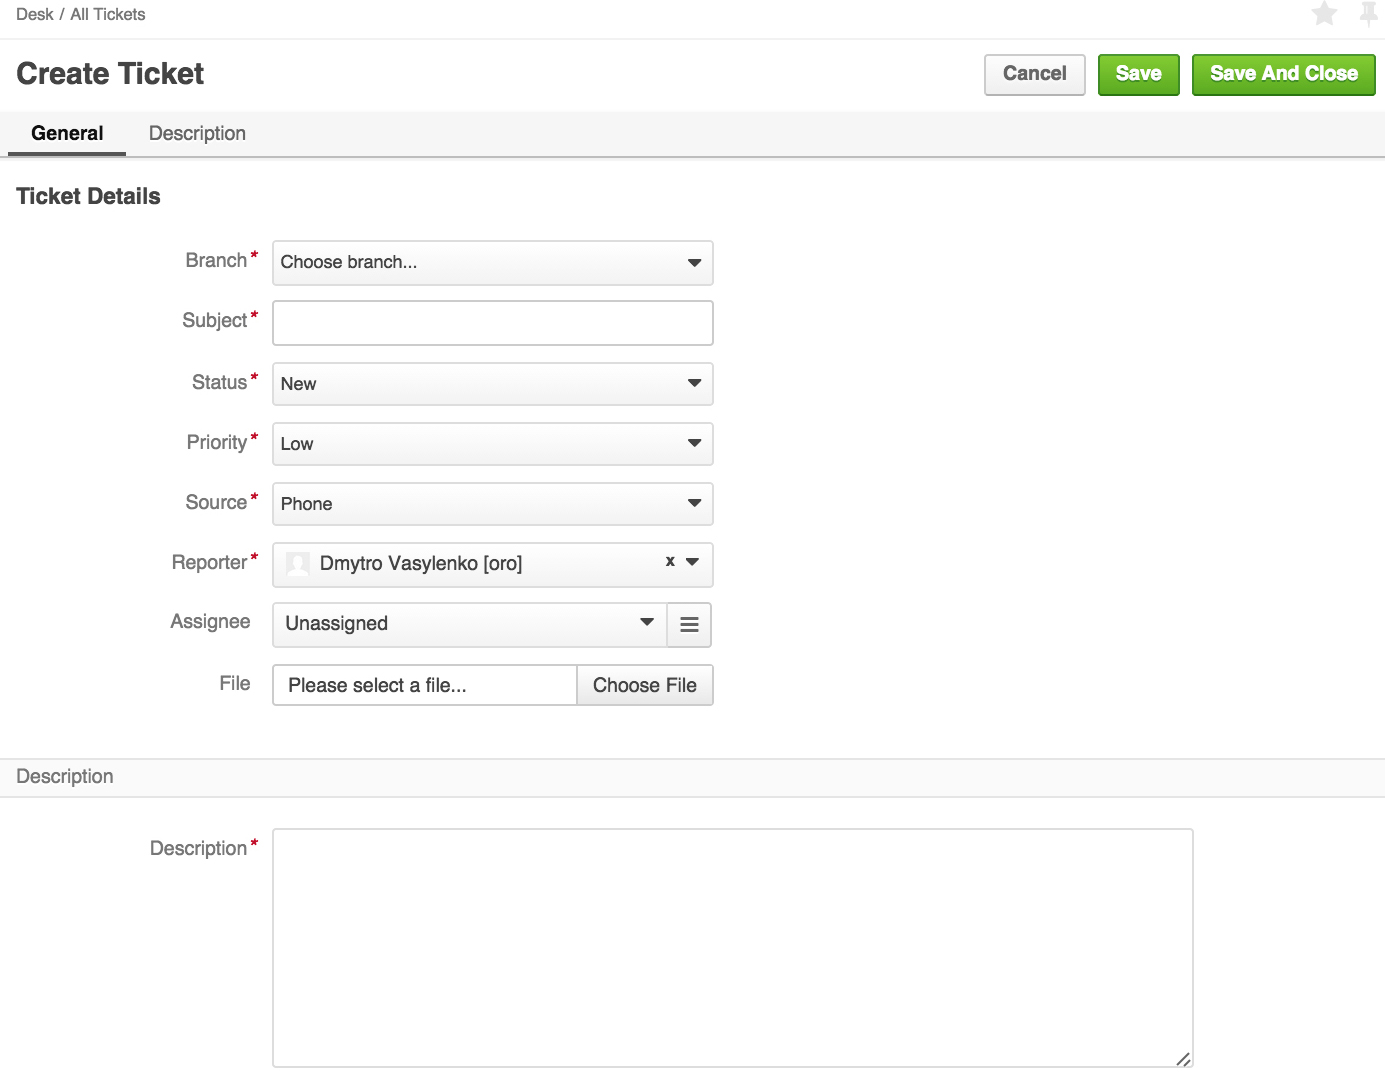 Desk / All Tickets
Create Ticket
Cancel
Save
Save And Close
General
Description
Ticket Details
Branch* Choose branch...
Subject*
Status* New
Priority* Low
Source* Phone
Reporter* Dmytro Vasylenko [oro] x
Assignee Unassigned
File Please select a file... Choose File
Description
Description*